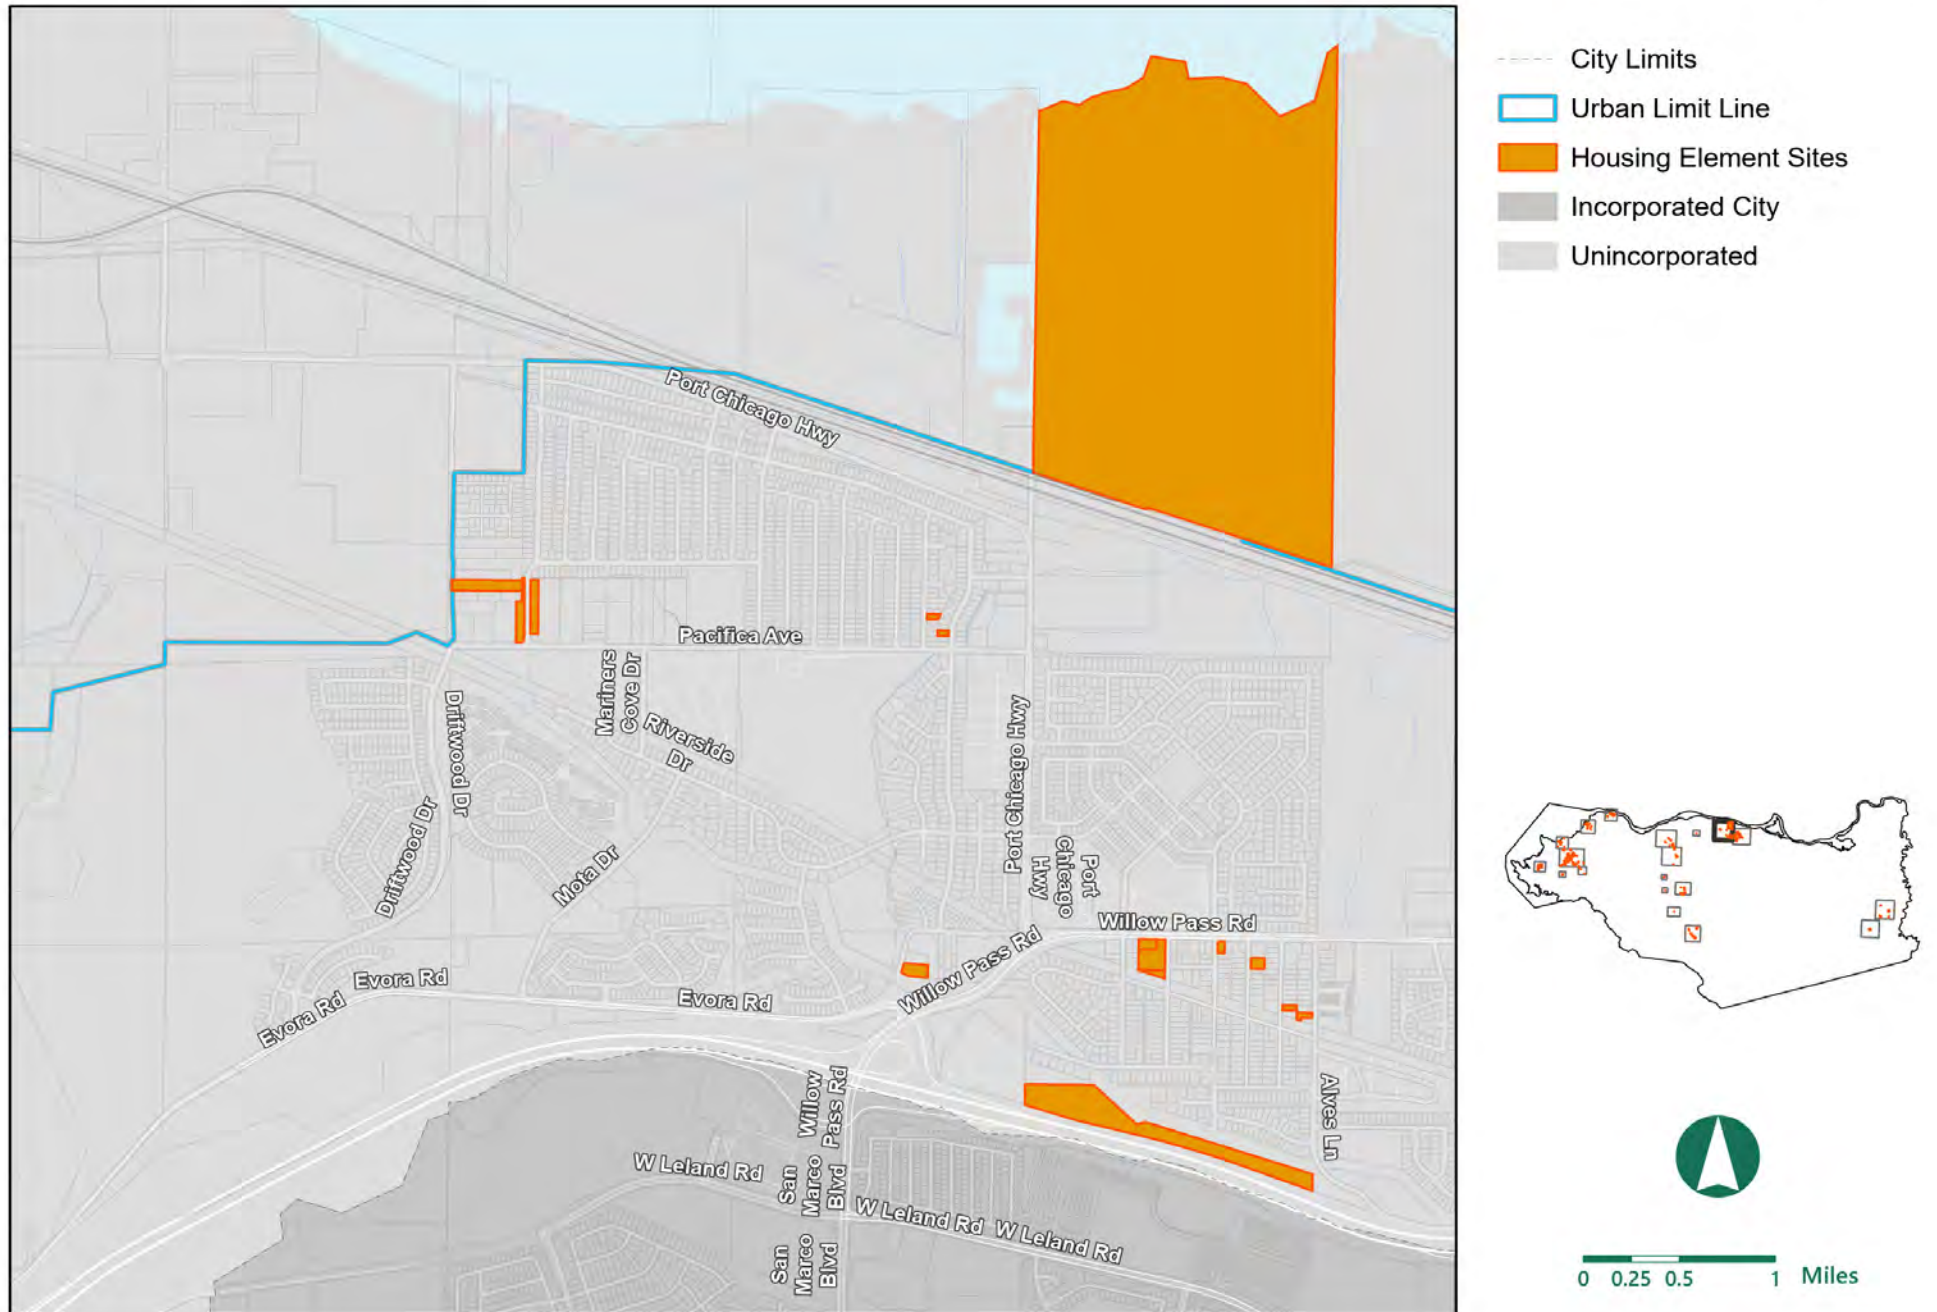 City Limits
Urban Limit Line
Housing Element Sites
Incorporated City
Unincorporated
Port Chicago Hwy
Pacifica Ave
Mariners
Cove Dr
Riverside
Dr
Driftwood Dr
Driftwood Dr
Mota Dr
Port Chicago Hwy
Port
Chicago
Hwy
Willow Pass Rd
Willow Pass Rd
Evora Rd
Evora Rd
Evora Rd
Willow
Pass Rd
Alves Ln
W Leland Rd
San
Marco
Blvd
W Leland Rd
W Leland Rd
San
Marco
Blvd
0 0.25 0.5 1 Miles